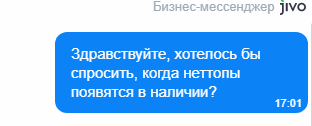 Бизнес-мессенджер jivo
Здравствуйте, хотелось бы
спросить, когда неттопы
появятся в наличии?
17:01